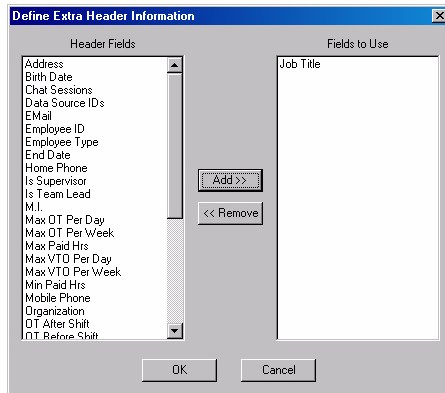 Define Extra Header Information
Header Fields
Fields to Use
Address
Birth Date
Chat Sessions
Data Source IDs
EMail
Employee ID
Employee Type
End Date
Home Phone
Is Supervisor
Is Team Lead
M.I.
Max OT Per Day
Max OT Per Week
Max Paid Hrs
Max VTO Per Day
Max VTO Per Week
Min Paid Hrs
Mobile Phone
Organization
OT After Shift
OT Before Shift
Job Title
Add >>
<< Remove
OK
Cancel